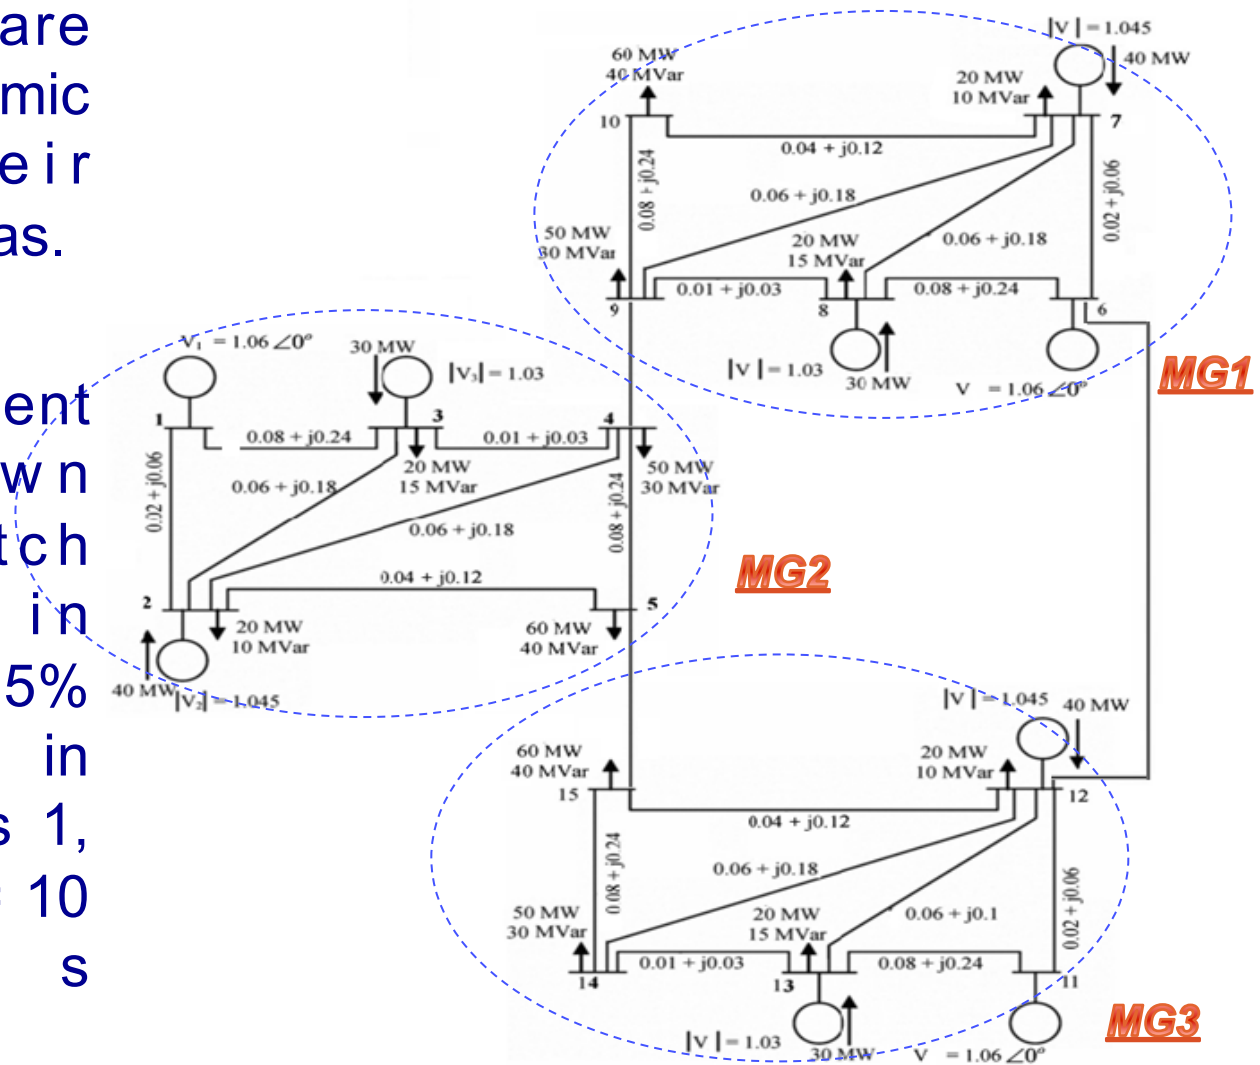 are
mic
eir
as.
ent
wn
tch
in
5%
in
s 1,
10
s
|V | = 1.045
40 MW
60 MW
40 MVar
20 MW
10 MVar
10
7
0.04 + j0.12
0.08 + j0.24
0.06 + j0.18
0.02 + j0.06
50 MW
30 MVar
20 MW
15 MVar
0.06 + j0.18
0.01 + j0.03
0.08 + j0.24
9
8
6
|V | = 1.03
30 MW
V = 1.06 ∠0º
MG1
V₁ = 1.06 ∠0º
30 MW
|V₃| = 1.03
1
3
4
0.08 + j0.24
0.01 + j0.03
0.02 + j0.06
0.06 + j0.18
20 MW
15 MVar
50 MW
30 MVar
0.06 + j0.18
0.08 + j0.24
0.04 + j0.12
2
5
20 MW
10 MVar
60 MW
40 MVar
40 MW
|V₂| = 1.045
MG2
|V | = 1.045
40 MW
60 MW
40 MVar
20 MW
10 MVar
15
12
0.04 + j0.12
0.08 + j0.24
0.06 + j0.18
0.02 + j0.06
50 MW
30 MVar
20 MW
15 MVar
0.06 + j0.1
0.01 + j0.03
0.08 + j0.24
14
13
11
|V | = 1.03
30 MW
V = 1.06 ∠0º
MG3